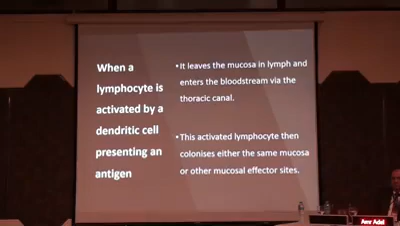 When a
lymphocyte is
activated by a
dendritic cell
presenting an
antigen
• It leaves the mucosa in lymph and
enters the bloodstream via the
thoracic canal.
• This activated lymphocyte then
colonises either the same mucosa
or other mucosal effector sites.
Amr Adel